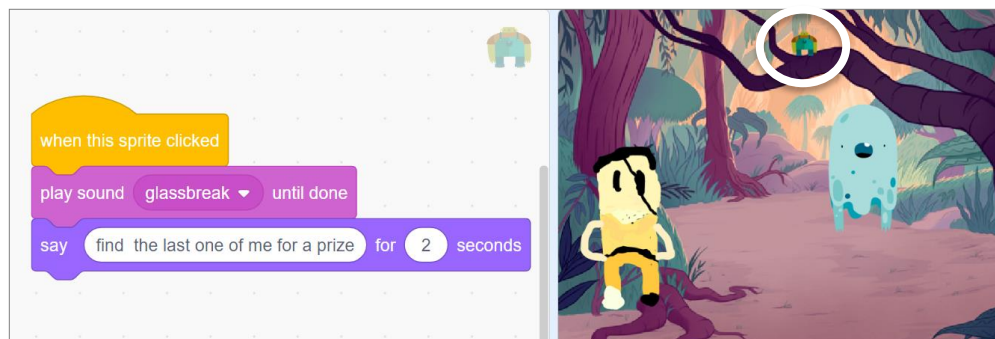 when this sprite clicked
play sound glassbreak until done
say find the last one of me for a prize for 2 seconds